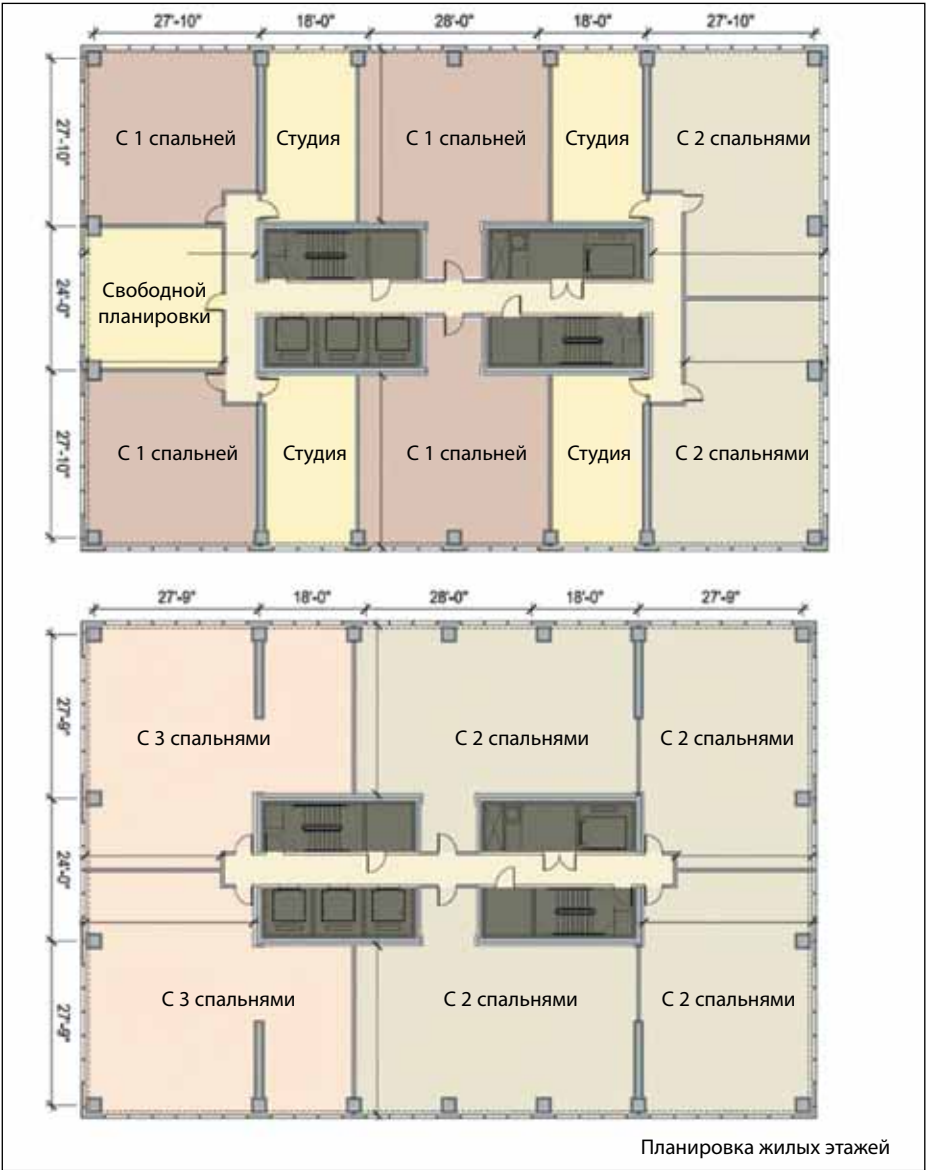 27'-10" 18'-0" 28'-0" 18'-0" 27'-10"
27'-10"
С 1 спальней Студия С 1 спальней Студия С 2 спальнями
24'-0"
Свободной
планировки
27'-10"
С 1 спальней Студия С 1 спальней Студия С 2 спальнями
27'-9" 18'-0" 28'-0" 18'-0" 27'-9"
27'-9"
С 3 спальнями С 2 спальнями С 2 спальнями
24'-0"
27'-9"
С 3 спальнями С 2 спальнями С 2 спальнями
Планировка жилых этажей